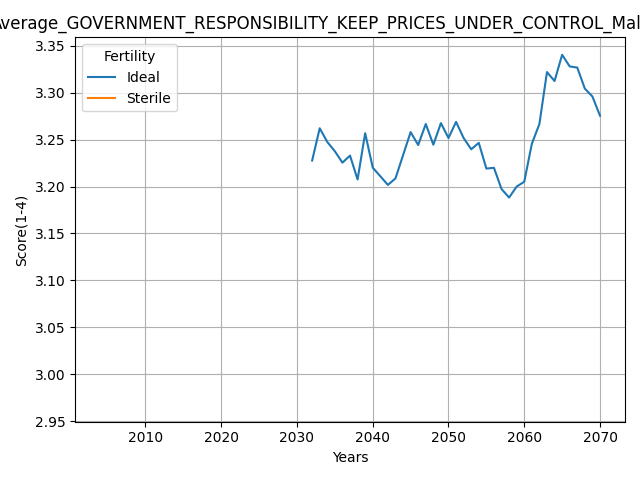 Average_GOVERNMENT_RESPONSIBILITY_KEEP_PRICES_UNDER_CONTROL_Mal
Fertility
Ideal
Sterile
Score(1-4)
3.35
3.30
3.25
3.20
3.15
3.10
3.05
3.00
2.95
2010 2020 2030 2040 2050 2060 2070
Years